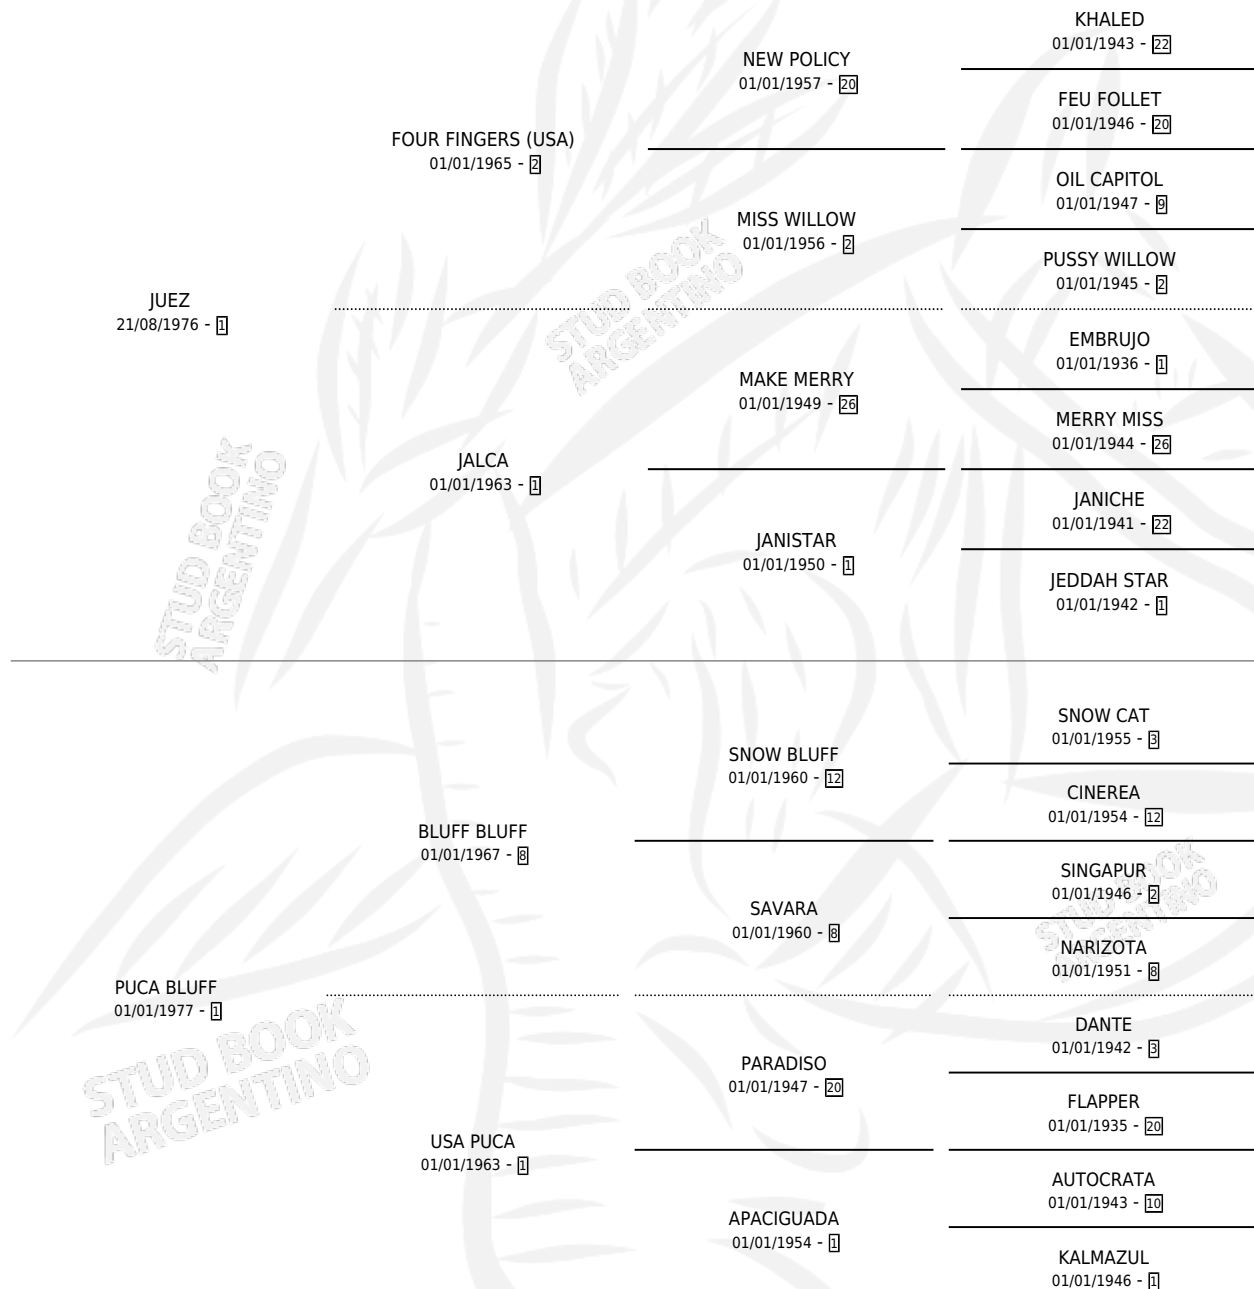 JUEZ
21/08/1976 - 1
FOUR FINGERS (USA)
01/01/1965 - 2
JALCA
01/01/1963 - 1
NEW POLICY
01/01/1957 - 20
MISS WILLOW
01/01/1956 - 2
MAKE MERRY
01/01/1949 - 26
JANISTAR
01/01/1950 - 1
KHALED
01/01/1943 - 22
FEU FOLLET
01/01/1946 - 20
OIL CAPITOL
01/01/1947 - 9
PUSSY WILLOW
01/01/1945 - 2
EMBRUJO
01/01/1936 - 1
MERRY MISS
01/01/1944 - 26
JANICHE
01/01/1941 - 22
JEDDAH STAR
01/01/1942 - 1
PUCA BLUFF
01/01/1977 - 1
BLUFF BLUFF
01/01/1967 - 8
USA PUCA
01/01/1963 - 1
SNOW BLUFF
01/01/1960 - 12
SAVARA
01/01/1960 - 8
PARADISO
01/01/1947 - 20
APACIGUADA
01/01/1954 - 1
SNOW CAT
01/01/1955 - 3
CINEREA
01/01/1954 - 12
SINGAPUR
01/01/1946 - 2
NARIZOTA
01/01/1951 - 8
DANTE
01/01/1942 - 3
FLAPPER
01/01/1935 - 20
AUTOCRATA
01/01/1943 - 10
KALMAZUL
01/01/1946 - 1
STUD BOOK
ARGENTINO
STUD BOOK
ARGENTINO
STUD BOOK
ARGENTINO
STUD BOOK
ARGENTINO